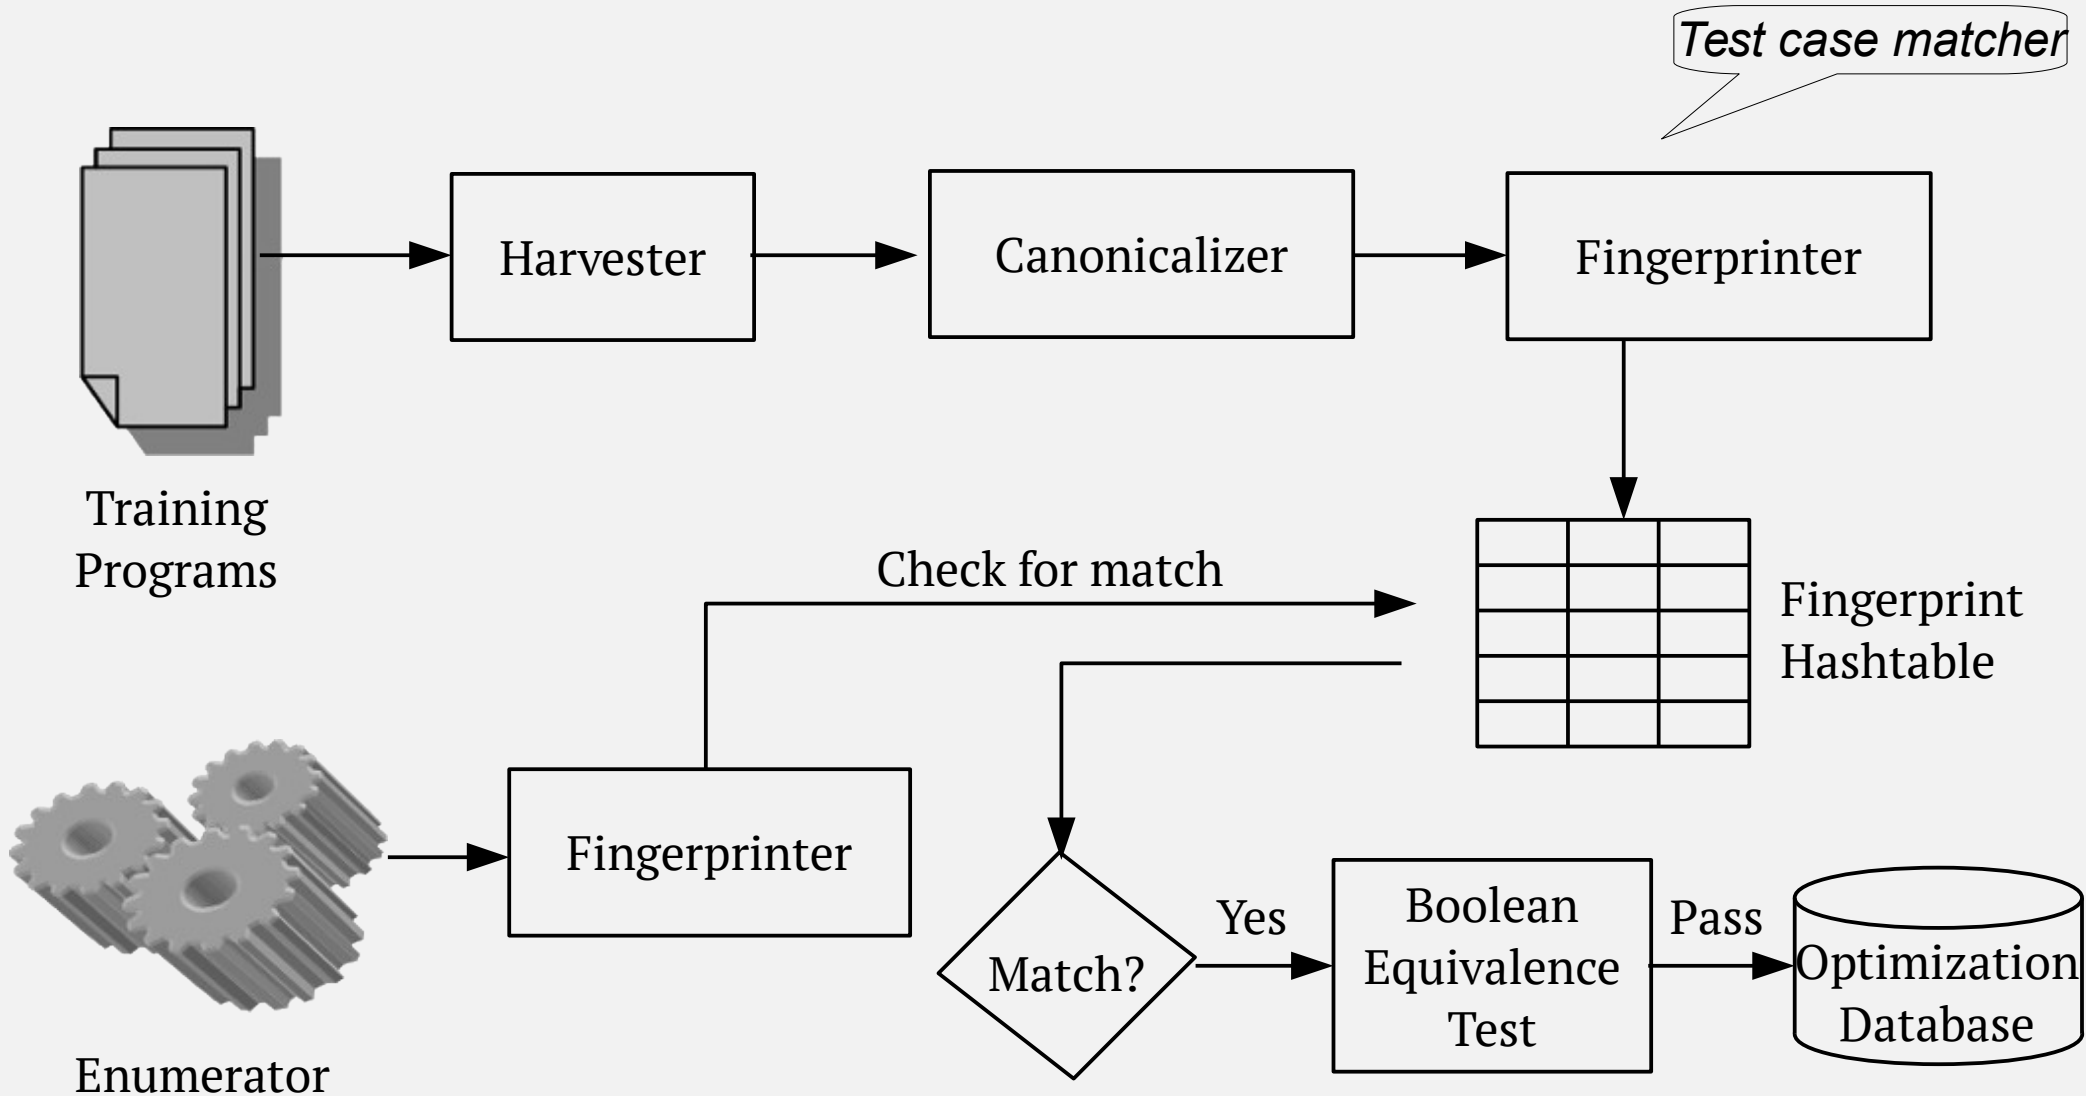 Test case matcher
Harvester
Canonicalizer
Fingerprinter
Training
Programs
Check for match
Fingerprint
Hashtable
Fingerprinter
Enumerator
Match?
Yes
Boolean
Equivalence
Test
Pass
Optimization
Database